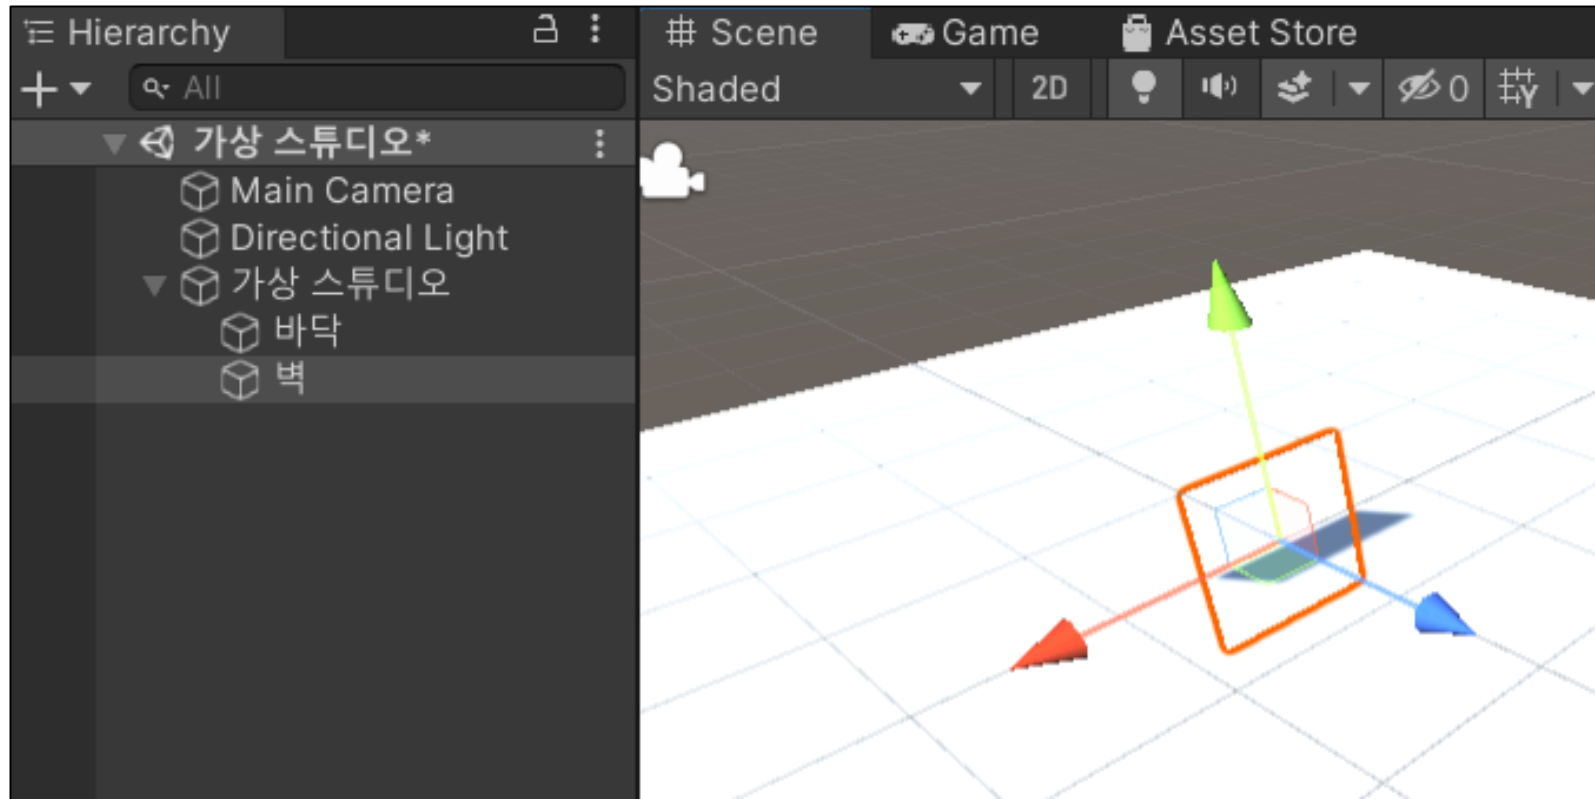 Hierarchy
All
가상 스튜디오*
Main Camera
Directional Light
가상 스튜디오
바닥
벽
Scene Game Asset Store
Shaded 2D 0